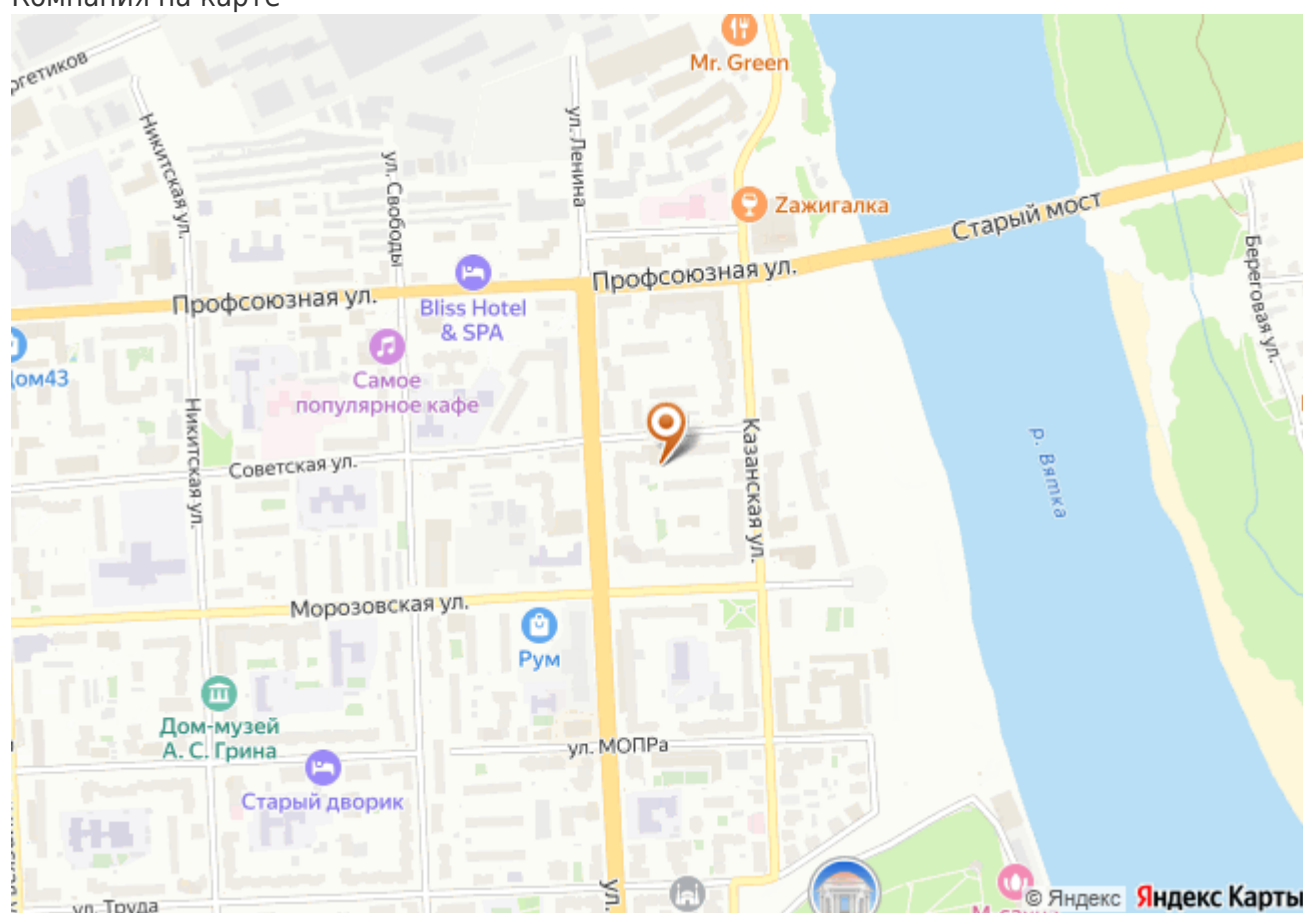 Компания на карте
Mr. Green
Никитская ул.
ул. Свободы
ул. Ленина
Zажигалка
Старый мост
Береговая ул.
Профсоюзная ул.
Профсоюзная ул.
Bliss Hotel
& SPA
Самое
популярное кафе
Никитская ул.
Советская ул.
Казанская ул.
р. Вятка
Морозовская ул.
Рум
Дом-музей
А. С. Грина
ул. МОПРа
Старый дворик
ул. Труда
ул.
© Яндекс Яндекс Карты